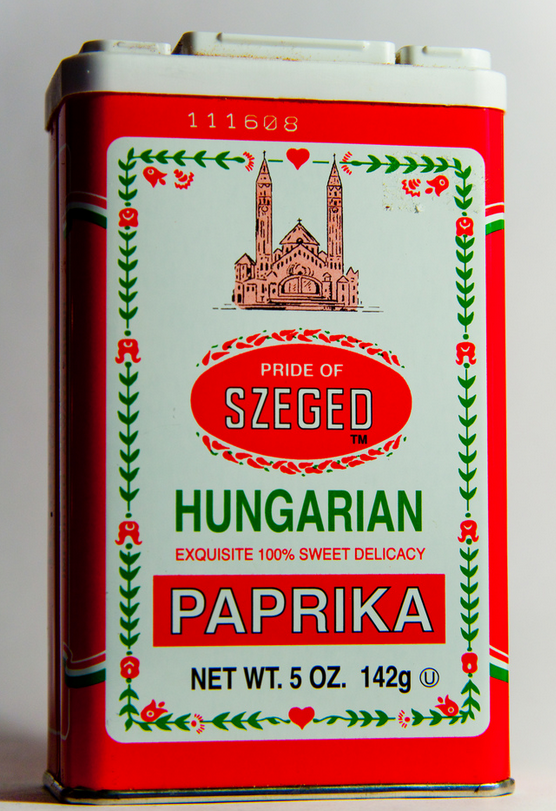 111608
PRIDE OF
SZEGED
TM
HUNGARIAN
EXQUISITE 100% SWEET DELICACY
PAPRIKA
NET WT. 5 OZ. 142g Ⓤ